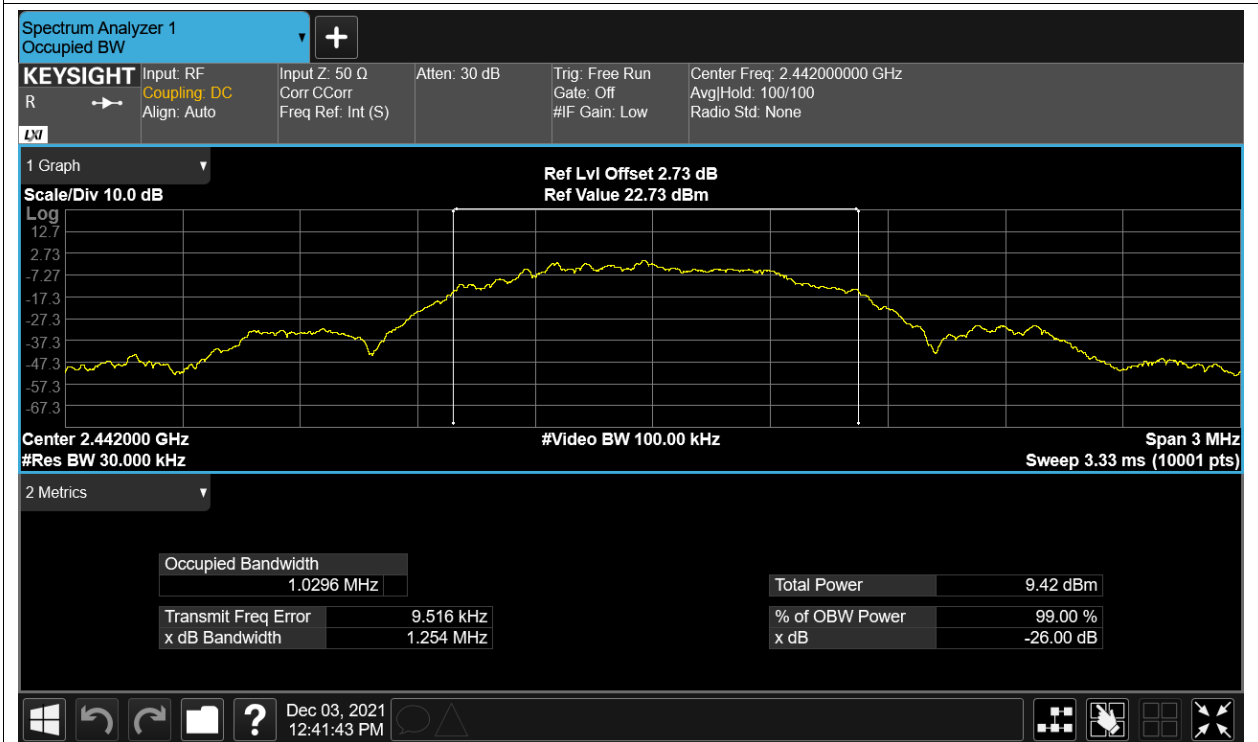 Spectrum Analyzer 1
Occupied BW
KEYSIGHT
R
LXI
Input: RF
Coupling: DC
Align: Auto
Input Z: 50 Ω
Corr CCorr
Freq Ref: Int (S)
Atten: 30 dB
Trig: Free Run
Gate: Off
#IF Gain: Low
Center Freq: 2.442000000 GHz
Avg|Hold: 100/100
Radio Std: None
1 Graph
Scale/Div 10.0 dB
Ref Lvl Offset 2.73 dB
Ref Value 22.73 dBm
Log
12.7
2.73
-7.27
-17.3
-27.3
-37.3
-47.3
-57.3
-67.3
Center 2.442000 GHz
#Res BW 30.000 kHz
#Video BW 100.00 kHz
Span 3 MHz
Sweep 3.33 ms (10001 pts)
2 Metrics
Occupied Bandwidth
1.0296 MHz
Transmit Freq Error 9.516 kHz
x dB Bandwidth 1.254 MHz
Total Power 9.42 dBm
% of OBW Power 99.00 %
x dB -26.00 dB
?
Dec 03, 2021
12:41:43 PM